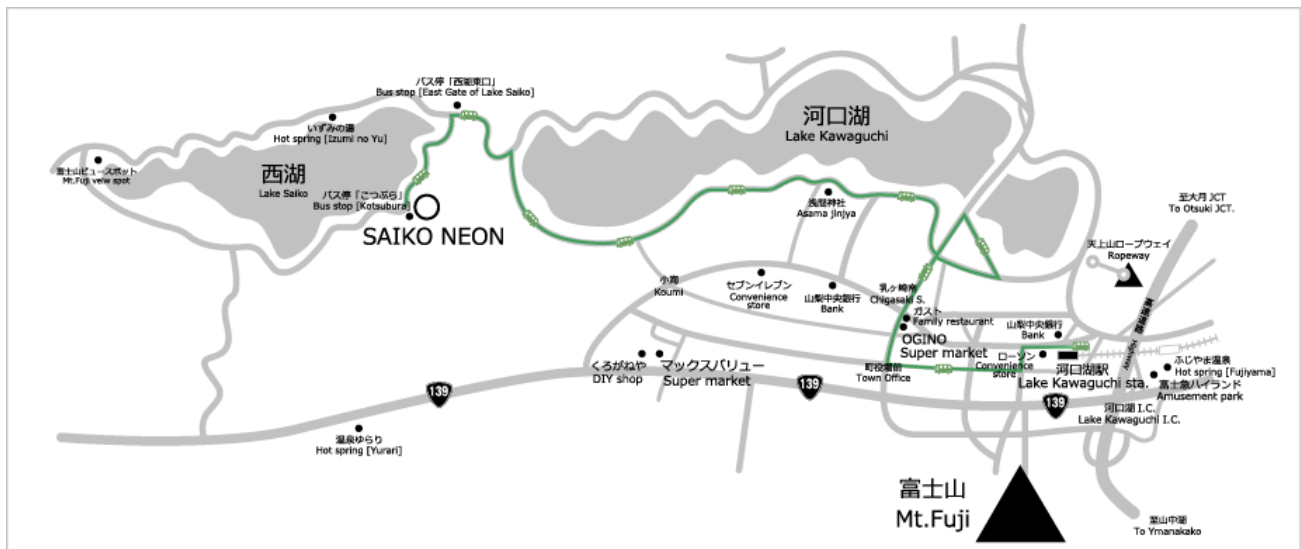 バス停「西湖東口」
Bus stop [East Gate of Lake Saiko]
いずみの湯
Hot spring [Izumi no Yu]
富士山ビュースポット
Mt.Fuji veiw spot
西湖
Lake Saiko
バス停「こつぶら」
Bus stop [Kotsubura]
SAIKO NEON
河口湖
Lake Kawaguchi
浅間神社
Asama jinjya
至大月 JCT
To Otsuki JCT.
天上山ロープウェイ
Ropeway
小海
Koumi
セブンイレブン
Convenience
store
山梨中央銀行
Bank
乳ヶ崎南
Chigasaki S.
ガスト
Family restaurant
OGINO
Super market
山梨中央銀行
Bank
ローソン
Convenience
store
河口湖駅
Lake Kawaguchi sta.
Highway
ふじやま温泉
Hot spring [Fujiyama]
富士急ハイランド
Amusement park
くろがねや
DIY shop
マックスバリュー
Super market
町役場前
Town Office
139
139
139
河口湖 I.C.
Lake Kawaguchi I.C.
温泉ゆらり
Hot spring [Yurari]
富士山
Mt.Fuji
至山中湖
To Ymanakako